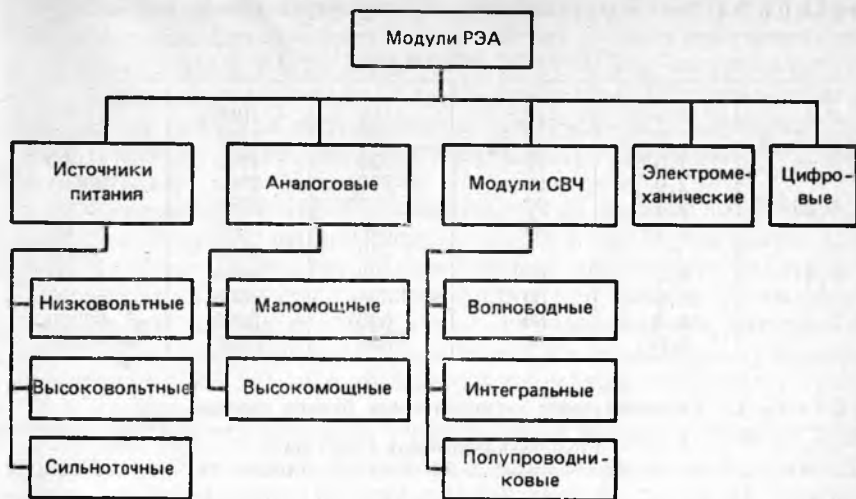 Модули РЭА
Источники
питания
Аналоговые
Модули СВЧ
Электроме-
ханические
Цифро-
вые
Низковольтные
Высоковольтные
Сильноточные
Маломощные
Высокомощные
Волноводные
Интегральные
Полупроводни-
ковые